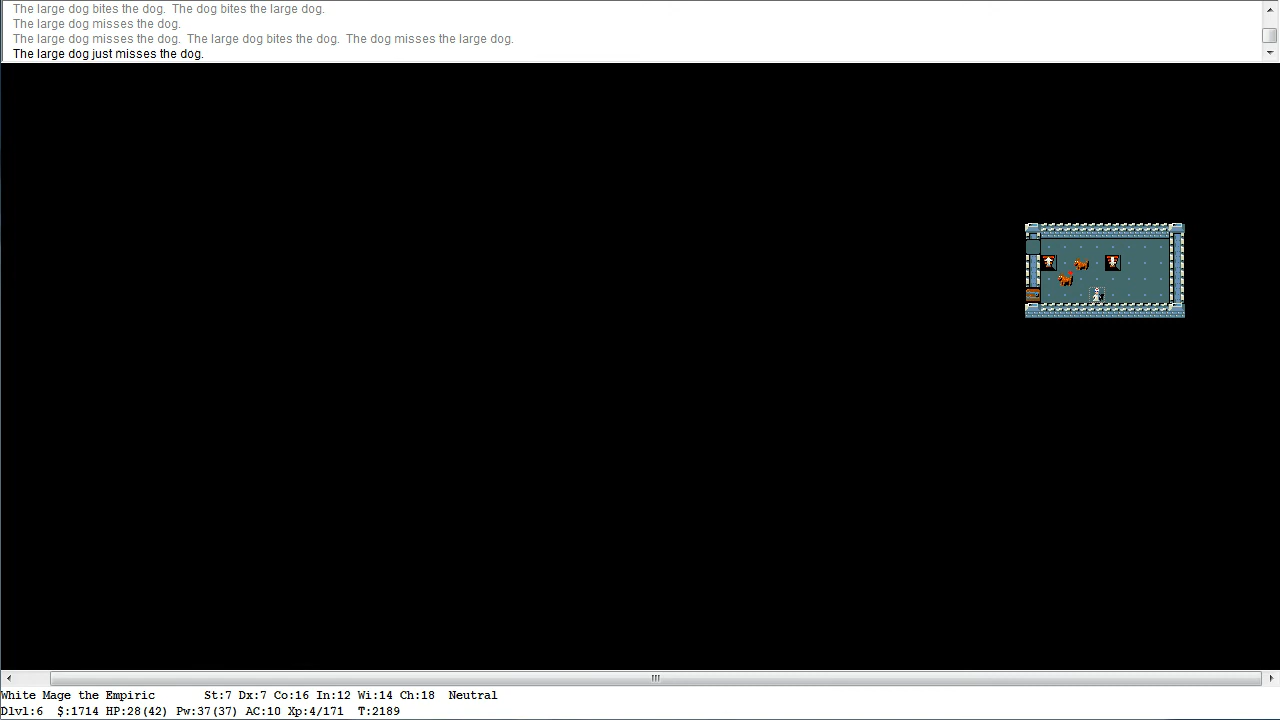 The large dog bites the dog.  The dog bites the large dog.
The large dog misses the dog.
The large dog misses the dog.  The large dog bites the dog.  The dog misses the large dog.
The large dog just misses the dog.
White Mage the Empiric       St:7 Dx:7 Co:16 In:12 Wi:14 Ch:18  Neutral
Dlvl:6  $:1714 HP:28(42) Pw:37(37) AC:10 Xp:4/171  T:2189